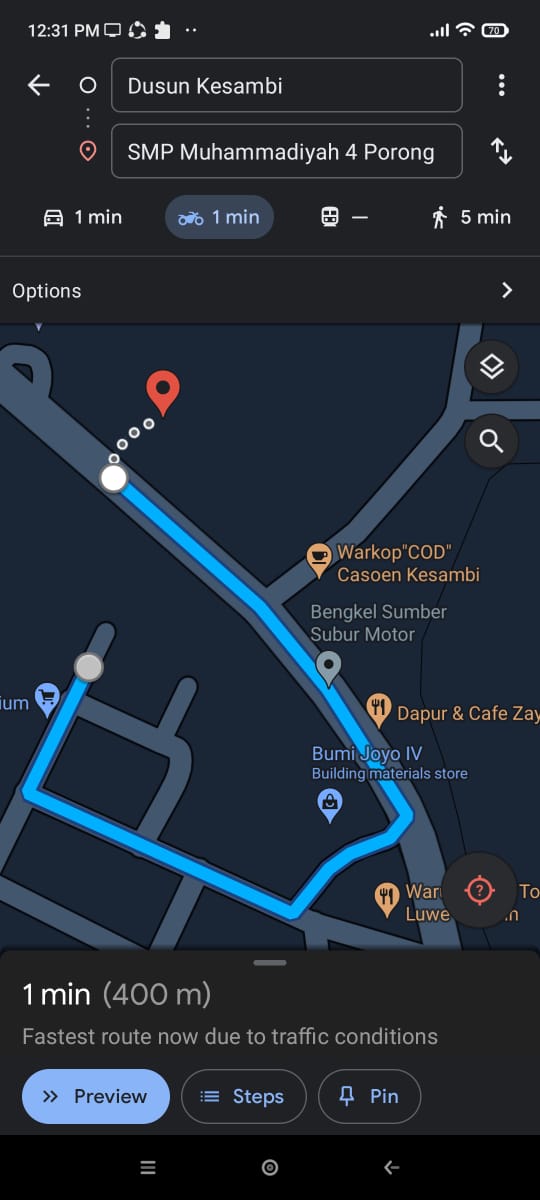 12:31 PM
70
Dusun Kesambi
SMP Muhammadiyah 4 Porong
1 min
1 min
—
5 min
Options
Warkop"COD"
Casoen Kesambi
Bengkel Sumber
Subur Motor
ium
Dapur & Cafe Zay
Bumi Joyo IV
Building materials store
To
Luwe
?
1 min (400 m)
Fastest route now due to traffic conditions
Preview
Steps
Pin